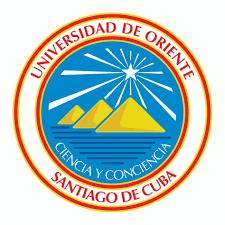 UNIVERSIDAD DE ORIENTE
CIENCIA Y CONCIENCIA
SANTIAGO DE CUBA